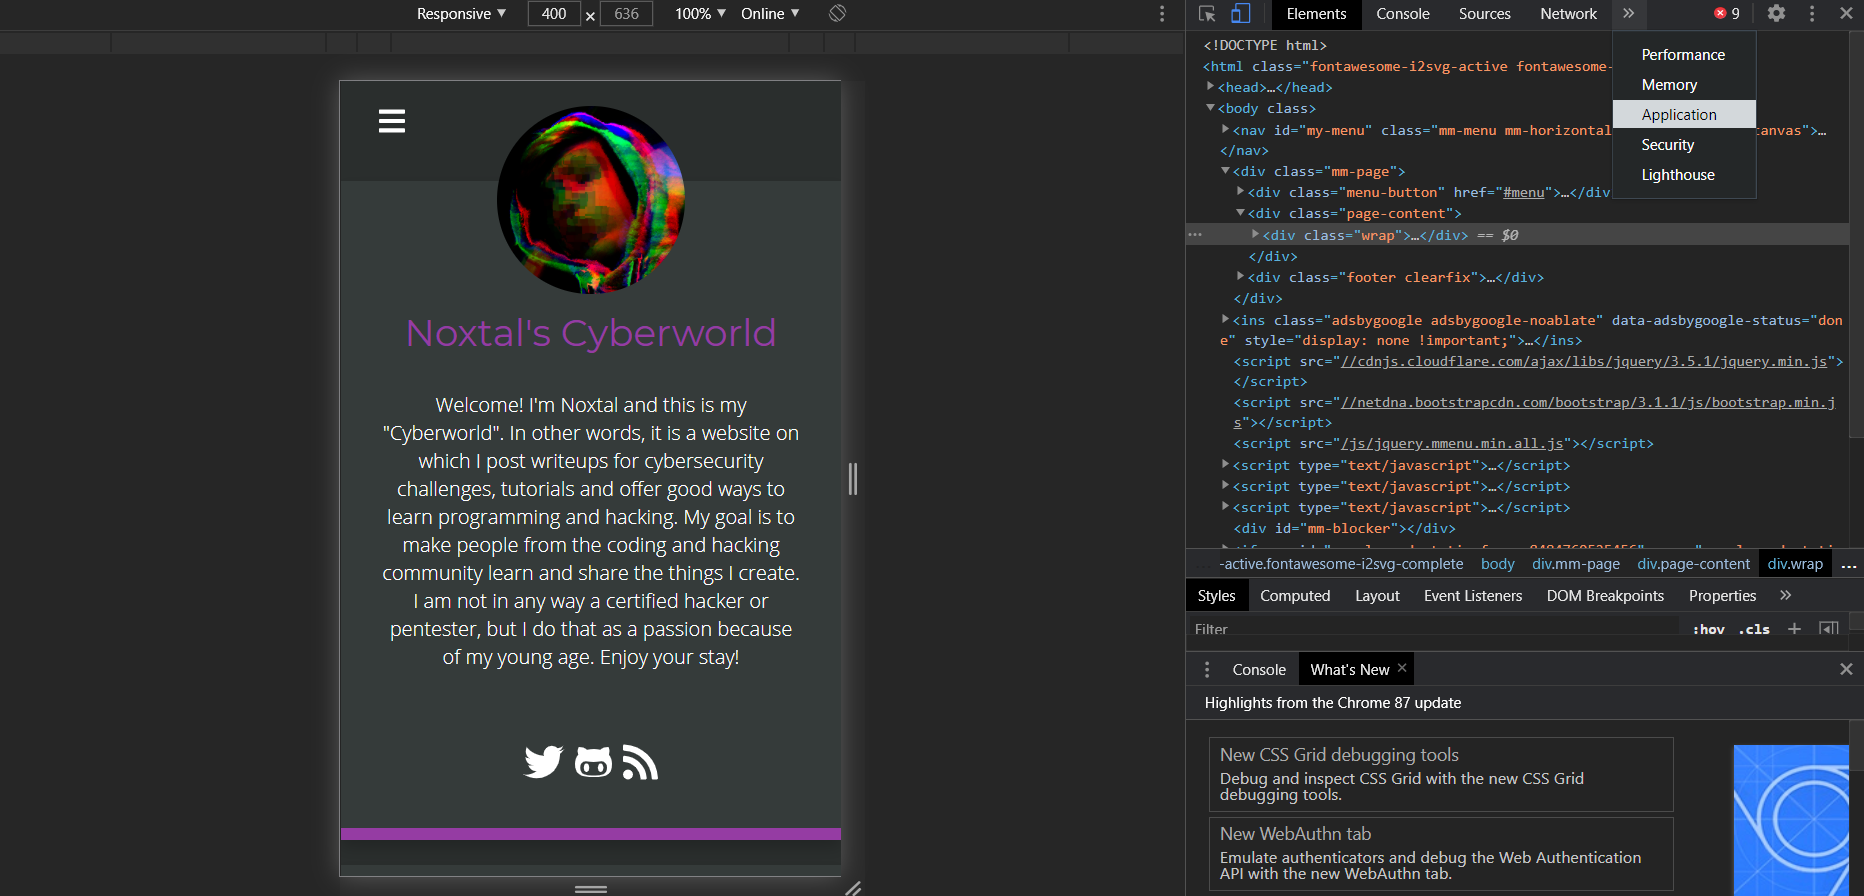 Responsive ▼ 400 × 636 100% ▼ Online ▼
Noxtal's Cyberworld
Welcome! I'm Noxtal and this is my
"Cyberworld". In other words, it is a website on
which I post writeups for cybersecurity
challenges, tutorials and offer good ways to
learn programming and hacking. My goal is to
make people from the coding and hacking
community learn and share the things I create.
I am not in any way a certified hacker or
pentester, but I do that as a passion because
of my young age. Enjoy your stay!
Elements Console Sources Network » 9
Performance
Memory
Application
Security
Lighthouse
<!DOCTYPE html>
<html class="fontawesome-i2svg-active fontawesome-
<head>…</head>
<body class>
<nav id="my-menu" class="mm-menu mm-horizontal canvas">…
</nav>
<div class="mm-page">
<div class="menu-button" href="#menu">…</div
<div class="page-content">
<div class="wrap">…</div> == $0
</div>
<div class="footer clearfix">…</div>
</div>
<ins class="adsbygoogle adsbygoogle-noablate" data-adsbygoogle-status="don
e" style="display: none !important;">…</ins>
<script src="//cdnjs.cloudflare.com/ajax/libs/jquery/3.5.1/jquery.min.js">
</script>
<script src="//netdna.bootstrapcdn.com/bootstrap/3.1.1/js/bootstrap.min.j
s"></script>
<script src="/js/jquery.mmenu.min.all.js"></script>
<script type="text/javascript">…</script>
<script type="text/javascript">…</script>
<script type="text/javascript">…</script>
<div id="mm-blocker"></div>
… -active.fontawesome-i2svg-complete body div.mm-page div.page-content div.wrap …
Styles Computed Layout Event Listeners DOM Breakpoints Properties »
Filter :hov .cls +
Console What's New ×
Highlights from the Chrome 87 update
New CSS Grid debugging tools
Debug and inspect CSS Grid with the new CSS Grid
debugging tools.
New WebAuthn tab
Emulate authenticators and debug the Web Authentication
API with the new WebAuthn tab.